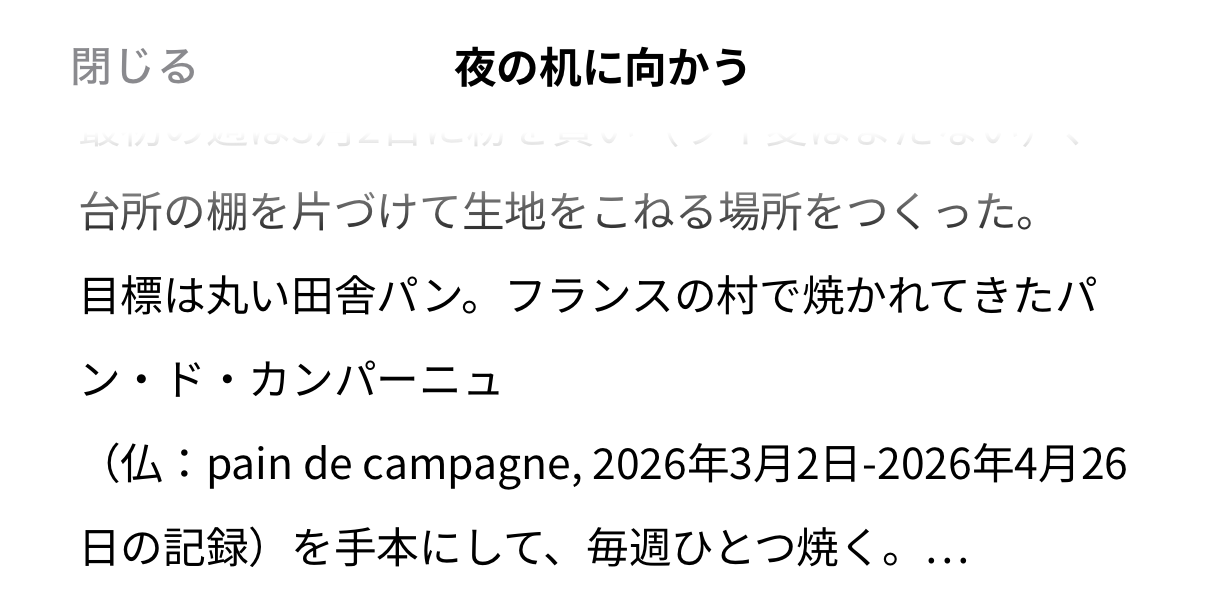 閉じる
夜の机に向かう
台所の棚を片づけて生地をこねる場所をつくった。
目標は丸い田舎パン。フランスの村で焼かれてきたパ
ン・ド・カンパーニュ
（仏：pain de campagne, 2026年3月2日-2026年4月26
日の記録）を手本にして、毎週ひとつ焼く。…